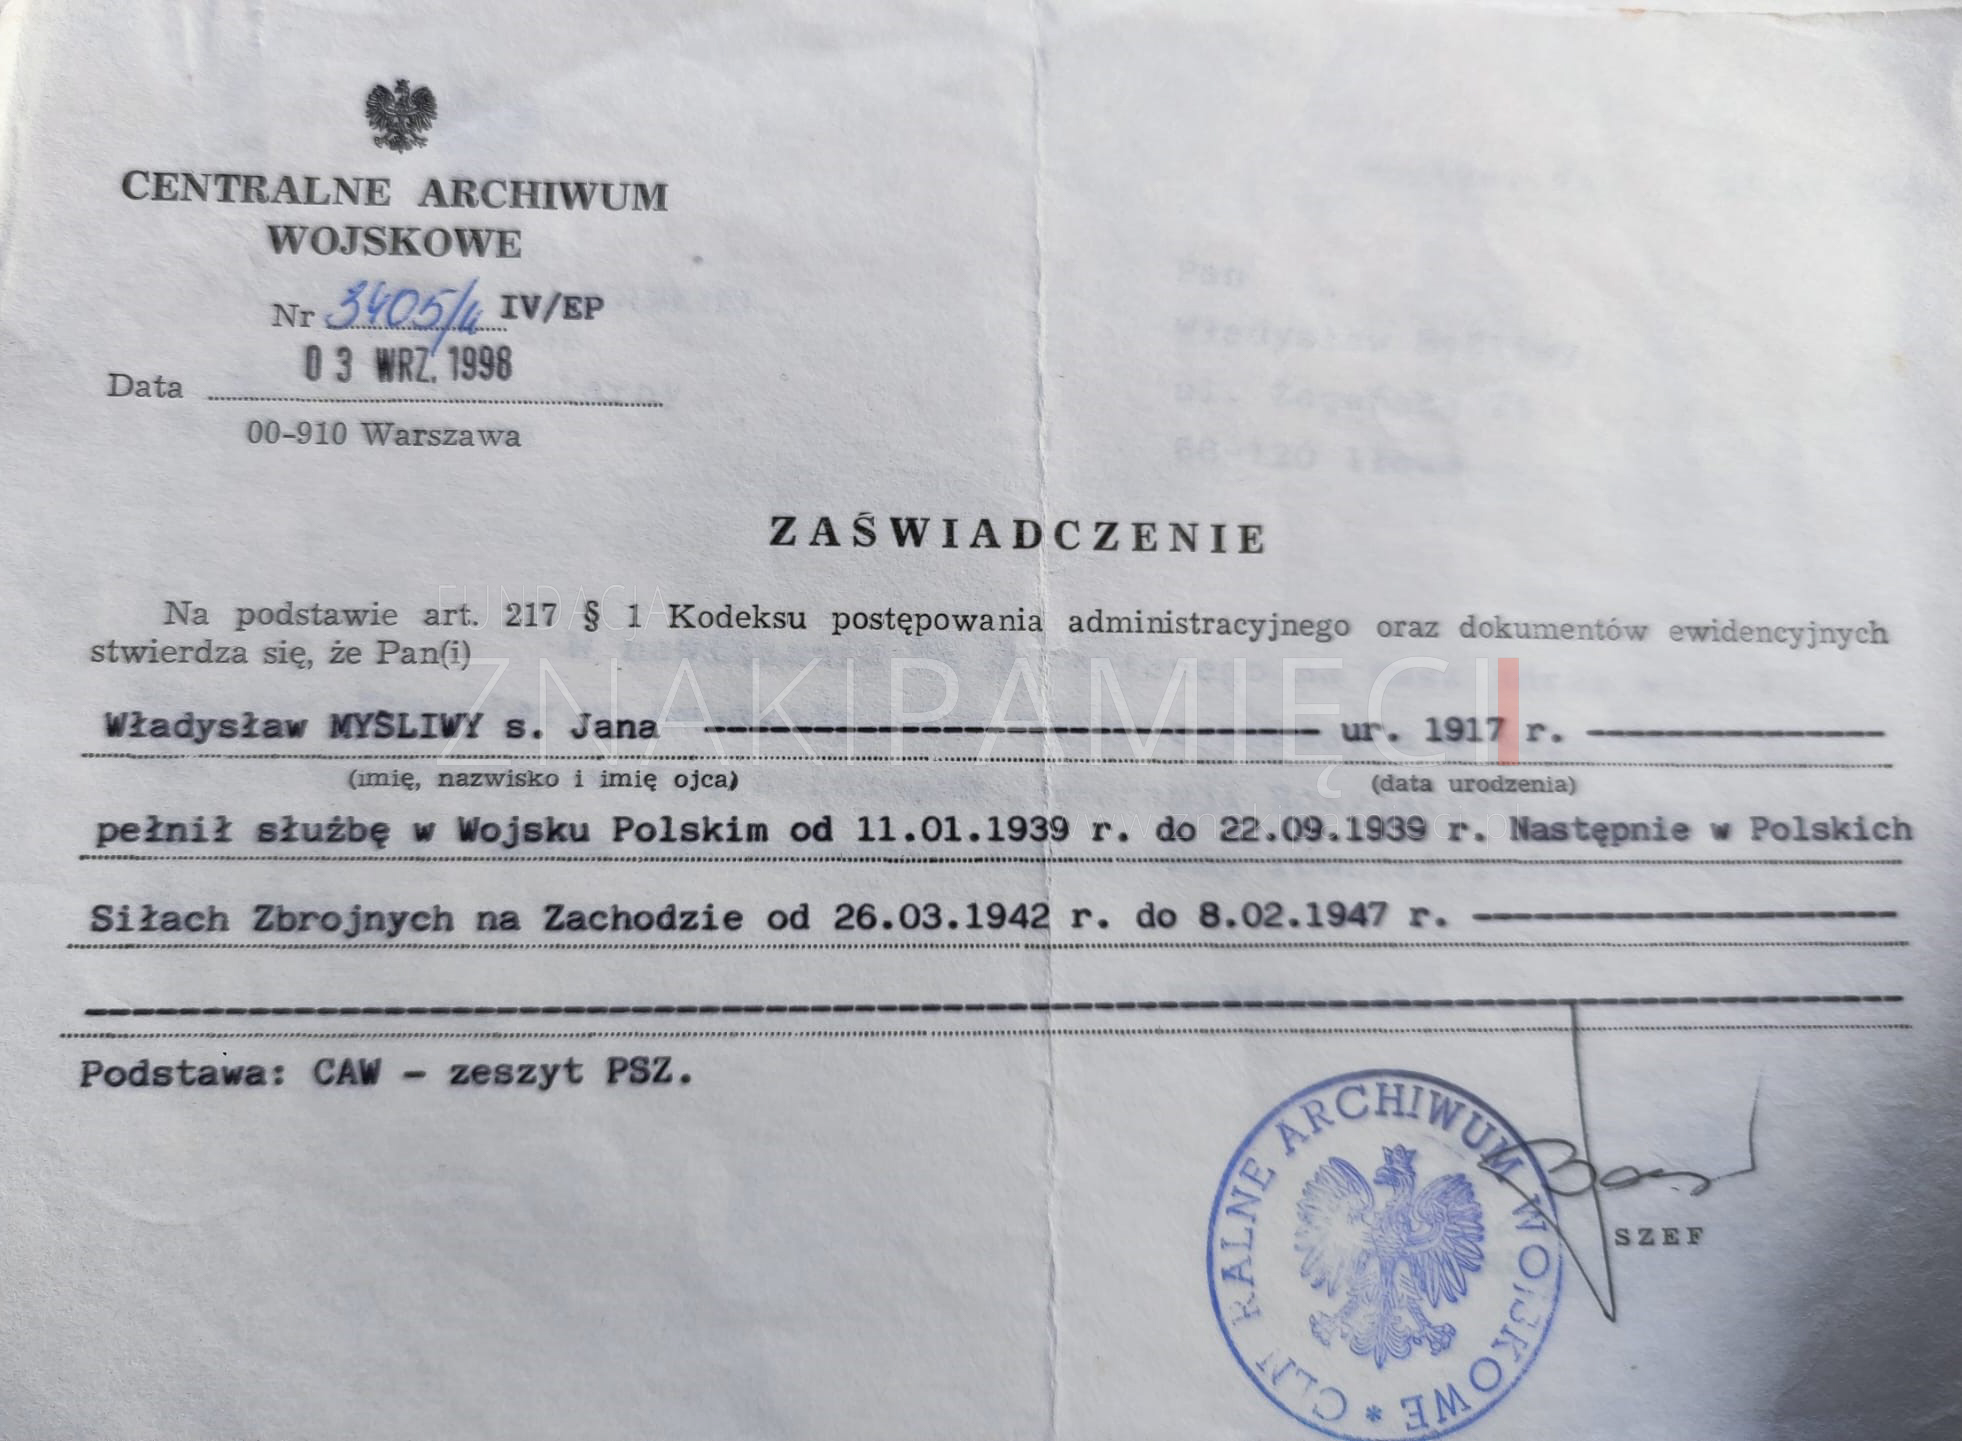 CENTRALNE ARCHIWUM
WOJSKOWE
Nr 3405/4 IV/EP
03 WRZ. 1998
Data
00-910 Warszawa
ZAŚWIADCZENIE
Na podstawie art. 217 § 1 Kodeksu postępowania administracyjnego oraz dokumentów ewidencyjnych
stwierdza się, że Pan(i)
FUNDACJA
ZNAKI PAMIĘCI
Władysław MYŚLIWY s. Jana ur. 1917 r.
(imię, nazwisko i imię ojca) (data urodzenia)
pełnił służbę w Wojsku Polskim od 11.01.1939 r. do 22.09.1939 r. Następnie w Polskich
Siłach Zbrojnych na Zachodzie od 26.03.1942 r. do 8.02.1947 r.
Podstawa: CAW - zeszyt PSZ.
RALNE ARCHIWUM WOJSKOWE *
SZEF